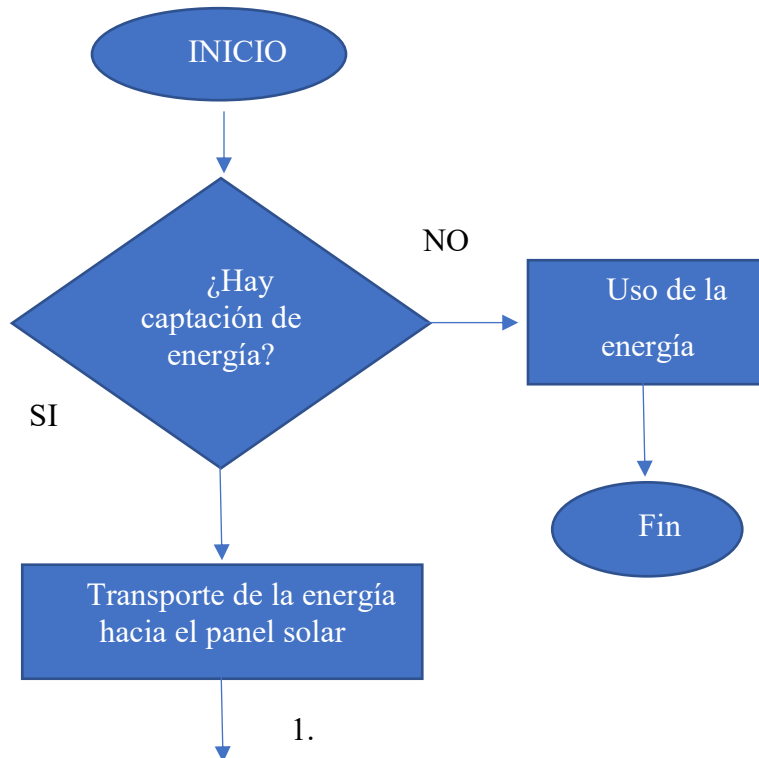 INICIO
NO
¿Hay
captación de
energía?
Uso de la
energía
SI
Fin
Transporte de la energía
hacia el panel solar
1.